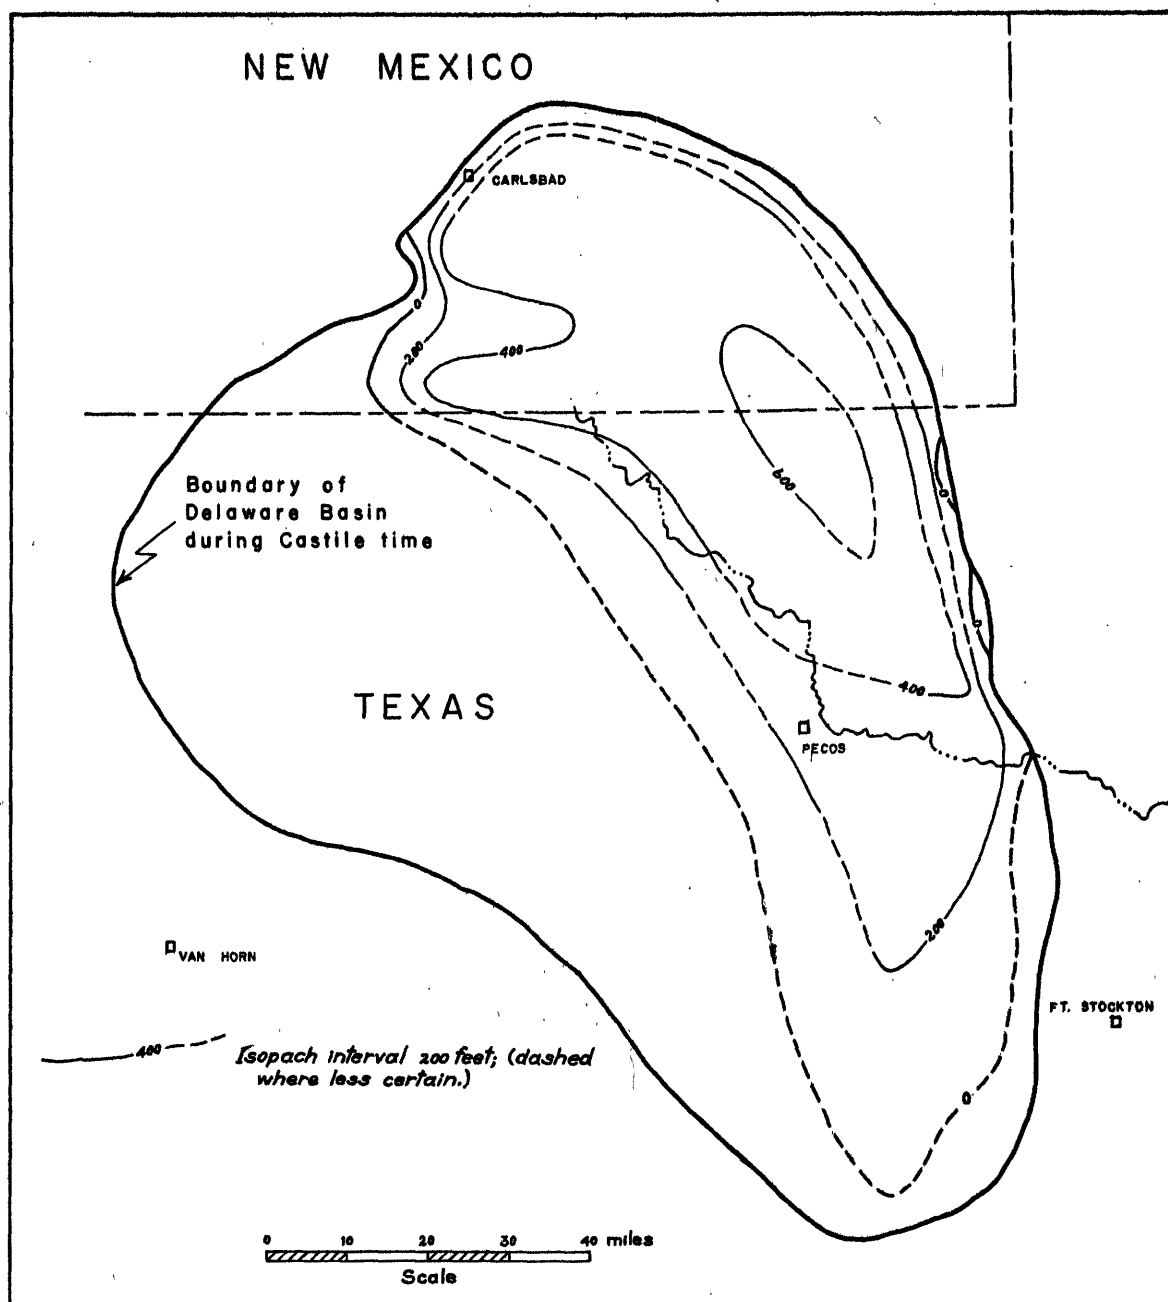 NEW MEXICO
CARLSBAD
0
200
400
600
0
Boundary of
Delaware Basin
during Castile time
TEXAS
400
PECOS
200
VAN HORN
FT. STOCKTON
400
Isopach interval 200 feet; (dashed
where less certain.)
0
0 10 20 30 40 miles
Scale